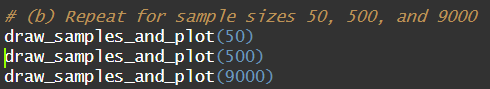 # (b) Repeat for sample sizes 50, 500, and 9000
draw_samples_and_plot(50)
draw_samples_and_plot(500)
draw_samples_and_plot(9000)